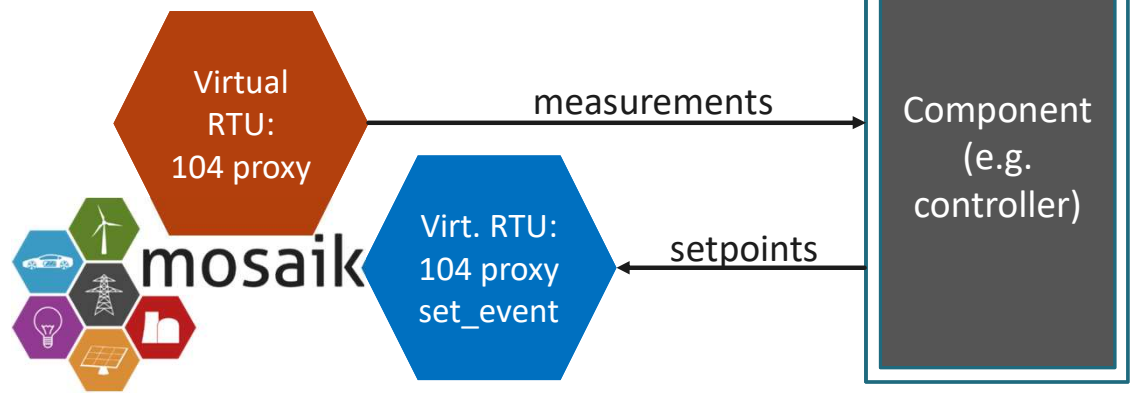 Virtual
RTU:
104 proxy
measurements
Component
(e.g.
controller)
mosaik
Virt. RTU:
104 proxy
set_event
setpoints